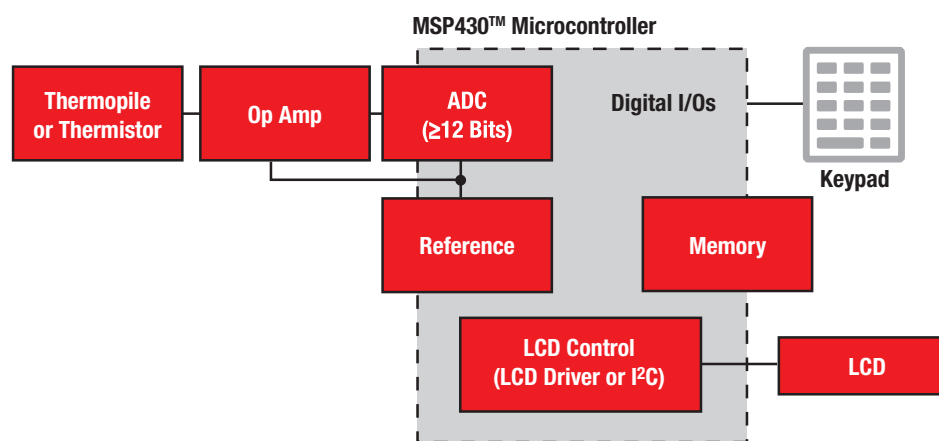 MSP430™ Microcontroller
Thermopile
or Thermistor
Op Amp
ADC
(≥12 Bits)
Digital I/Os
Keypad
Reference
Memory
LCD Control
(LCD Driver or I²C)
LCD